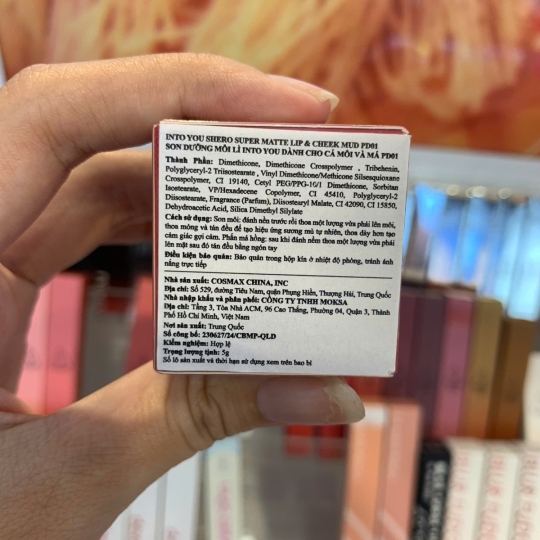 INTO YOU SHERO SUPER MATTE LIP & CHEEK MUD PD01
SON DƯỠNG MÔI LÌ INTO YOU DÀNH CHO CẢ MÔI VÀ MÁ PD01
Thành Phần: Dimethicone, Dimethicone Crosspolymer , Tribehenin,
Polyglyceryl-2 Triisostearate , Vinyl Dimethicone/Methicone Silsesquioxane
Crosspolymer, CI 19140, Cetyl PEG/PPG-10/1 Dimethicone, Sorbitan
Isostearate, VP/Hexadecene Copolymer, CI 45410, Polyglyceryl-2
Diisostearate, Fragrance (Parfum), Diisostearyl Malate, CI 42090, CI 15850,
Dehydroacetic Acid, Silica Dimethyl Silylate
Cách sử dụng: Son môi: đánh nền trước rồi thoa một lượng vừa phải lên môi,
thoa mỏng và tán đều để tạo hiệu ứng sương mù tự nhiên, thoa dày hơn tạo
cảm giác gợi cảm. Phấn má hồng: sau khi đánh nềm thoa một lượng vừa phải
lên mặt sau đó tán đều bằng ngón tay
Điều kiện bảo quản: Bảo quản trong hộp kín ở nhiệt độ phòng, tránh ánh
nắng trực tiếp
Nhà sản xuất: COSMAX CHINA, INC
Địa chỉ: Số 529, đường Tiêu Nam, quận Phụng Hiền, Thượng Hải, Trung Quốc
Nhà nhập khẩu và phân phối: CÔNG TY TNHH MOKSA
Địa chỉ: Tầng 3, Tòa Nhà ACM, 96 Cao Thắng, Phường 04, Quận 3, Thành
Phố Hồ Chí Minh, Việt Nam
Nơi sản xuất: Trung Quốc
Số công bố: 230627/24/CBMP-QLD
Kiểm nghiệm: Hợp lệ
Trọng lượng tịnh: 5g
Số lô sản xuất và thời hạn sử dụng xem trên bao bì